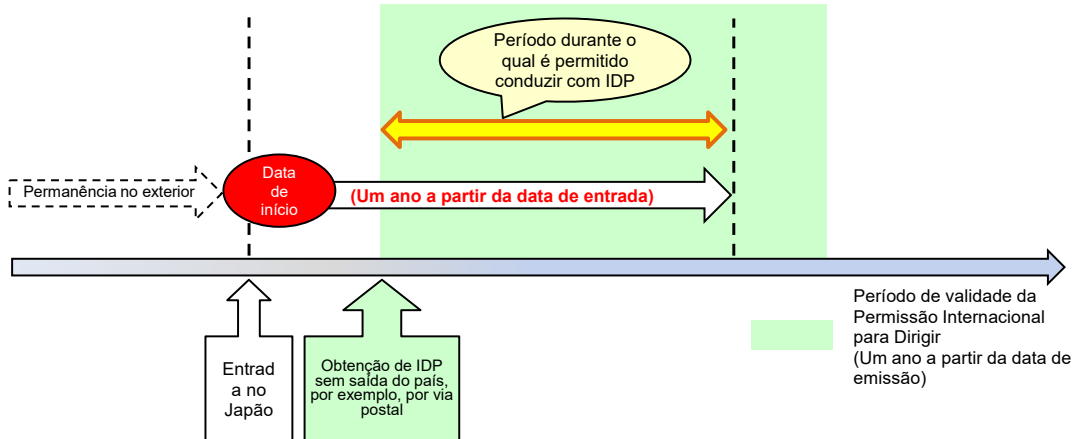 Período durante o
qual é permitido
conduzir com IDP
Permanência no exterior
Data
de
início
(Um ano a partir da data de entrada)
Entrad
a no
Japão
Obtenção de IDP
sem saída do país,
por exemplo, por via
postal
Período de validade da
Permissão Internacional
para Dirigir
(Um ano a partir da data de
emissão)